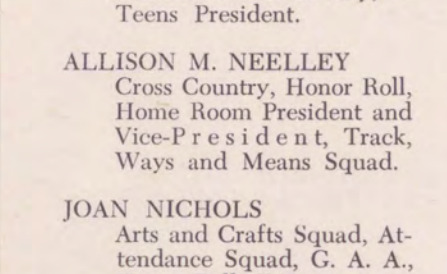 Teens President.
ALLISON M. NEELLEY
Cross Country, Honor Roll,
Home Room President and
Vice-P r e s i d e n t, Track,
Ways and Means Squad.
JOAN NICHOLS
Arts and Crafts Squad, At-
tendance Squad, G. A. A.,